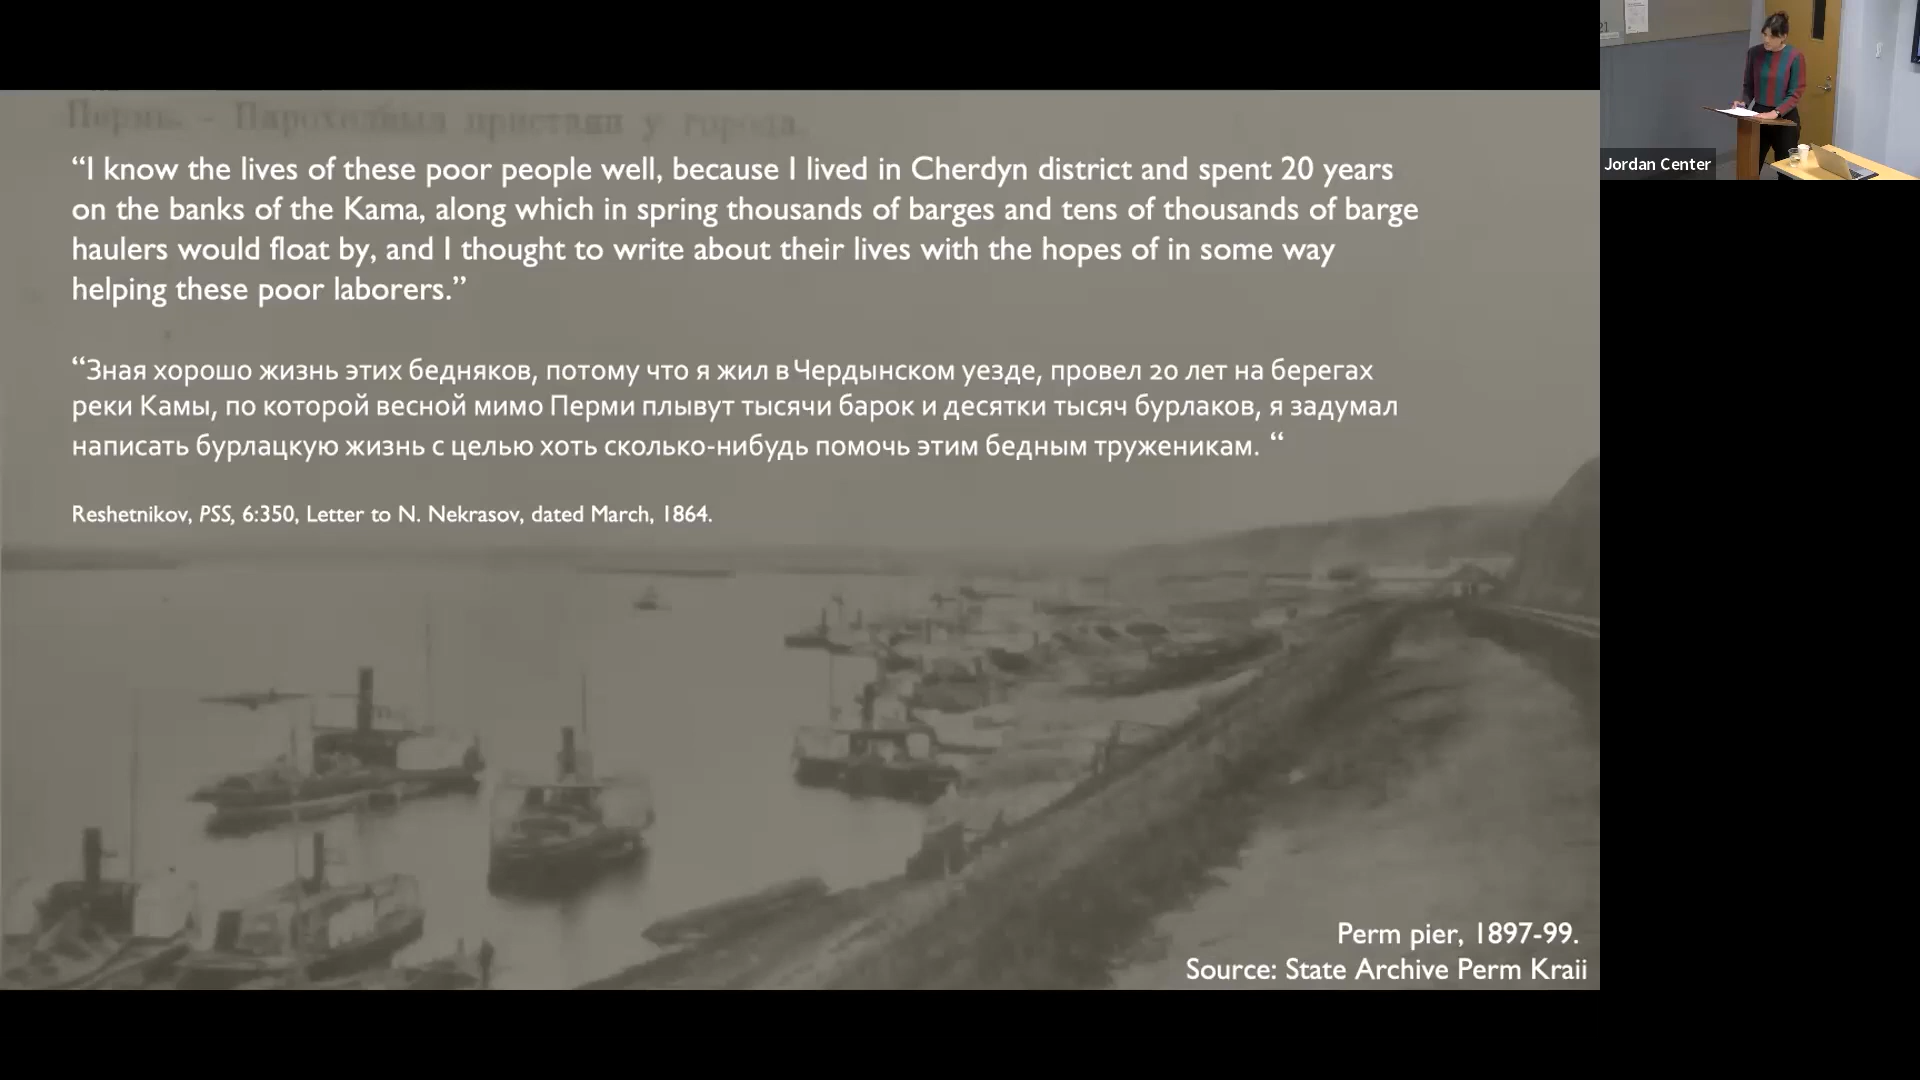 Пермь. - Пароходныя пристани у города.
“I know the lives of these poor people well, because I lived in Cherdyn district and spent 20 years
on the banks of the Kama, along which in spring thousands of barges and tens of thousands of barge
haulers would float by, and I thought to write about their lives with the hopes of in some way
helping these poor laborers.”
“Зная хорошо жизнь этих бедняков, потому что я жил в Чердынском уезде, провел 20 лет на берегах
реки Камы, по которой весной мимо Перми плывут тысячи барок и десятки тысяч бурлаков, я задумал
написать бурлацкую жизнь с целью хоть сколько-нибудь помочь этим бедным труженикам. “
Reshetnikov, PSS, 6:350, Letter to N. Nekrasov, dated March, 1864.
Perm pier, 1897-99.
Source: State Archive Perm Kraii
Jordan Center